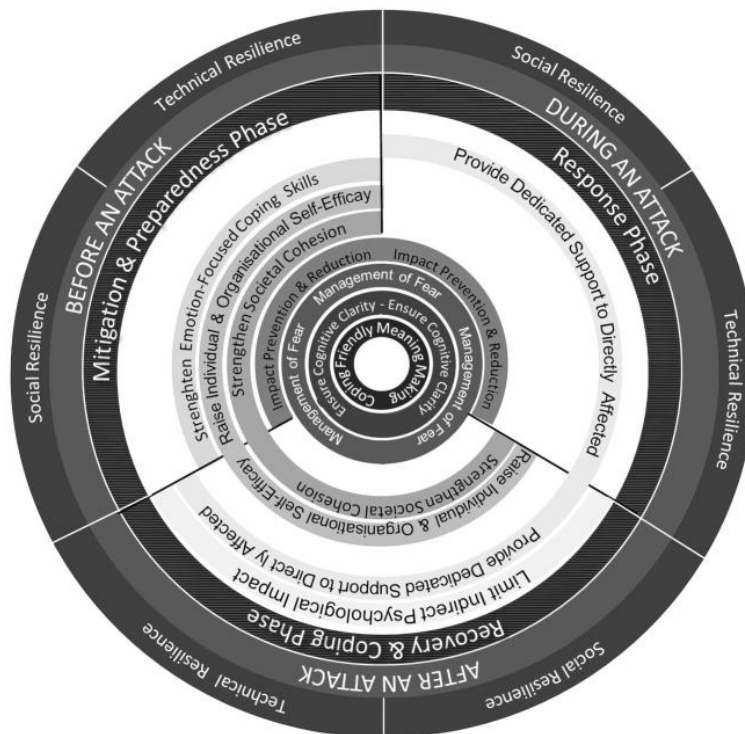 Technical Resilience
Social Resilience
BEFORE AN ATTACK
Mitigation & Preparedness Phase
Strenghten Emotion-Focused Coping Skills
Raise Individual & Organisational Self-Efficay
Strengthen Societal Cohesion
Impact Prevention & Reduction
Social Resilience
Technical Resilience
DURING AN ATTACK
Response Phase
Provide Dedicated Support to Directly Affected
Impact Prevention & Reduction
Management of Fear
Management of Fear
Management of Fear
Ensure Cognitive Clarity - Ensure Cognitive Clarity
Coping Friendly Meaning Making
Raise Individual & Organisational Self-Efficay
Strengthen Societal Cohesion
Provide Dedicated Support to Direct ly Affected
Limit Indirect Psychological Impact
Recovery & Coping Phase
AFTER AN ATTACK
Technical Resilience
Social Resilience